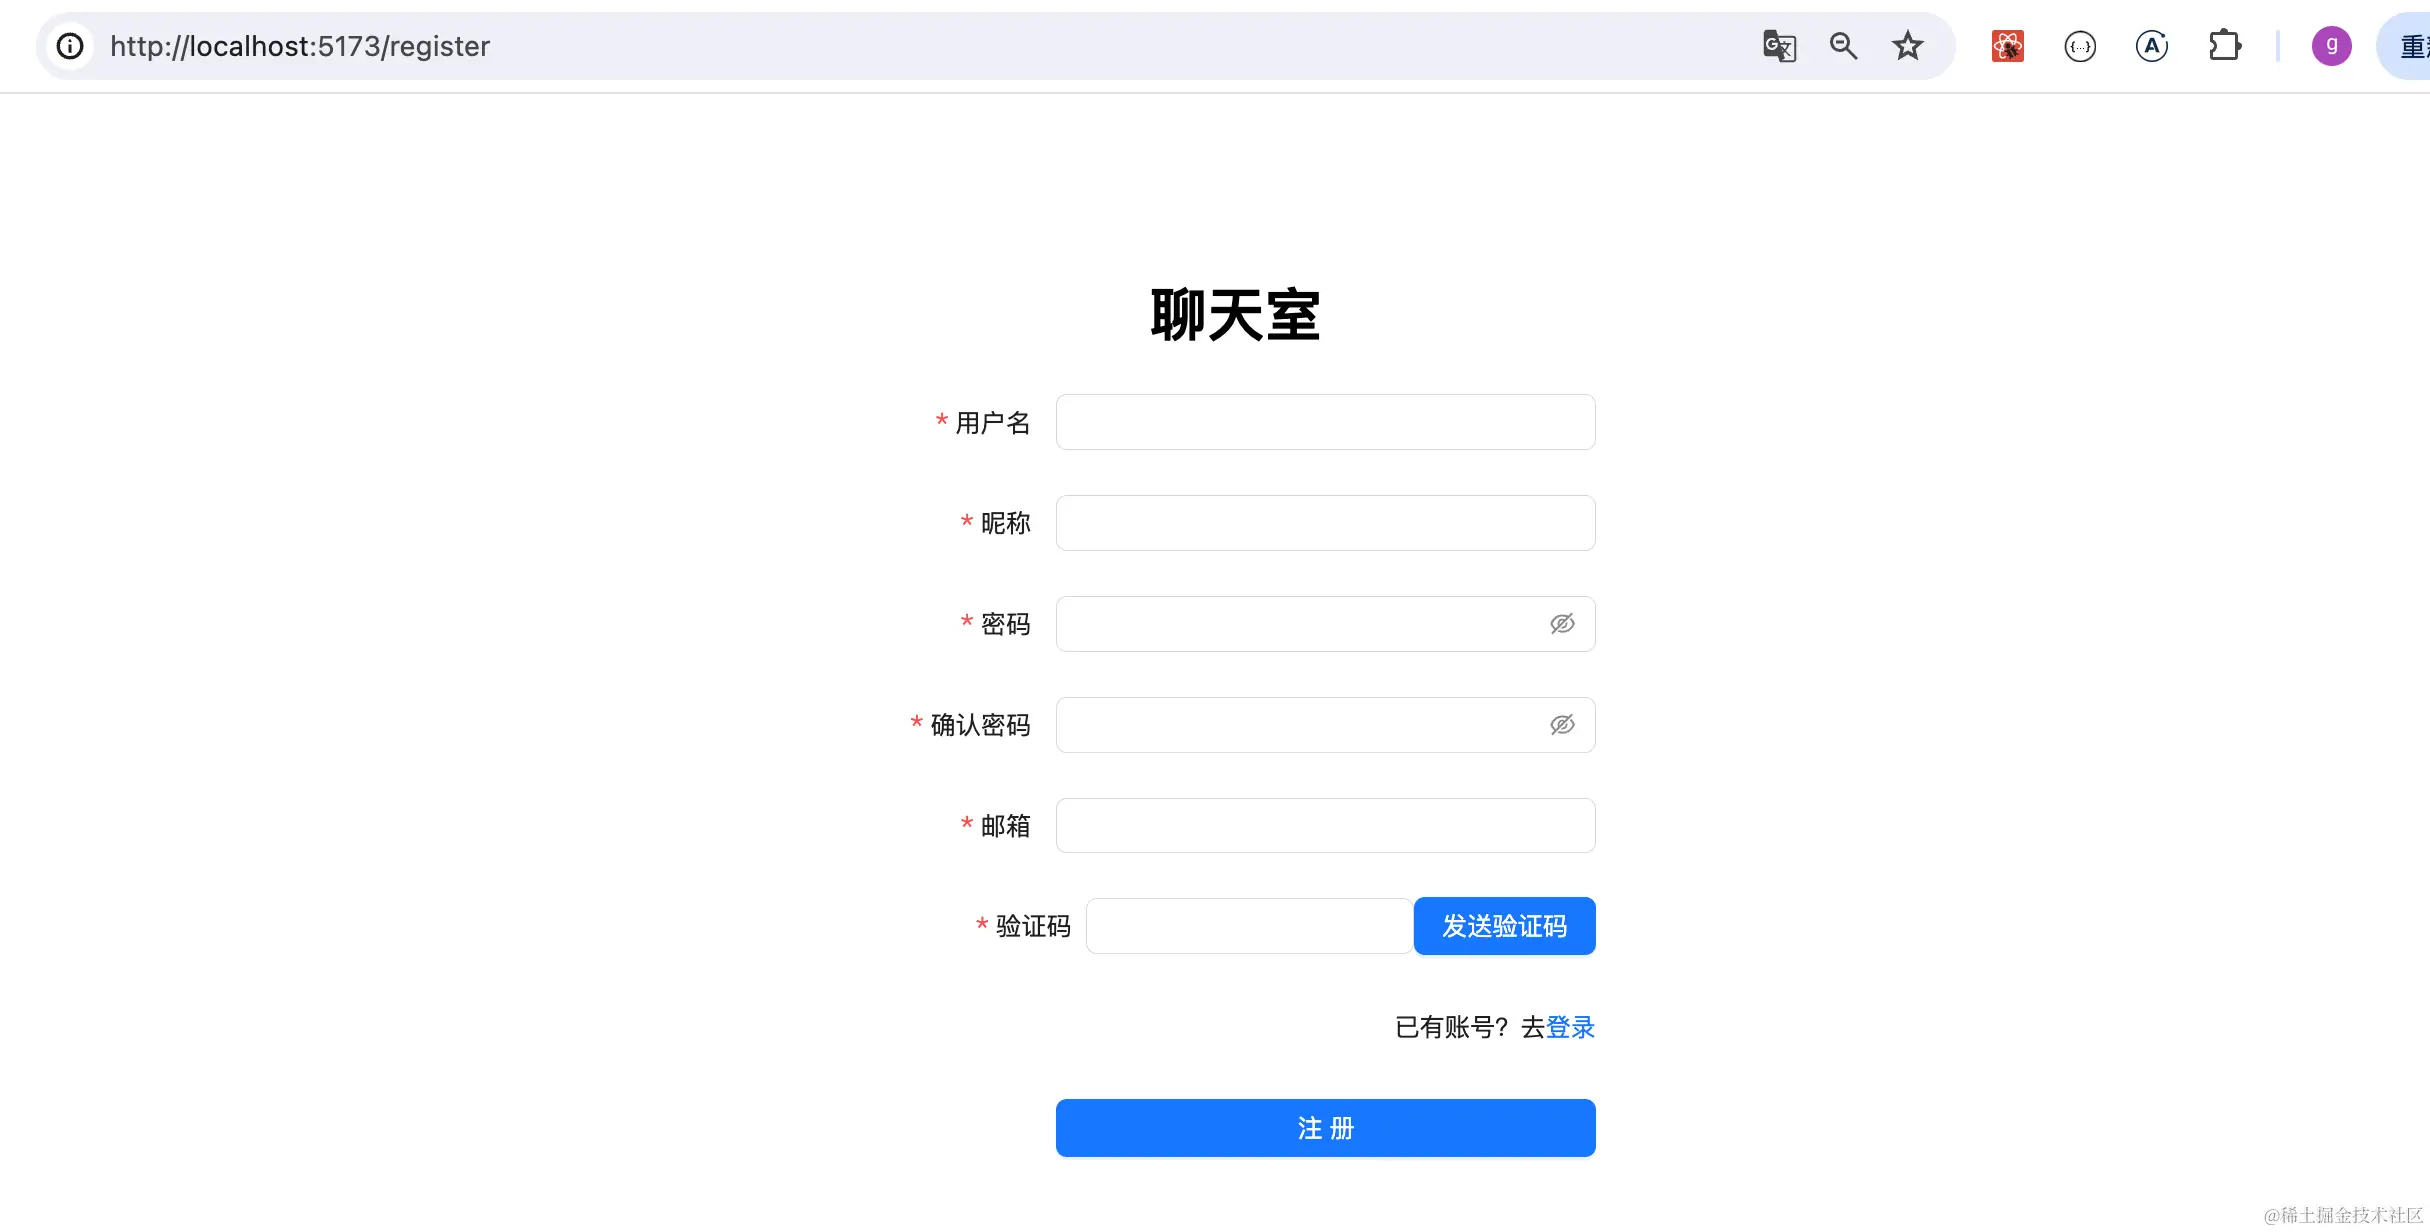 http://localhost:5173/register
g
聊天室
* 用户名
* 昵称
* 密码
* 确认密码
* 邮箱
* 验证码 发送验证码
已有账号？去登录
注 册
@稀土掘金技术社区